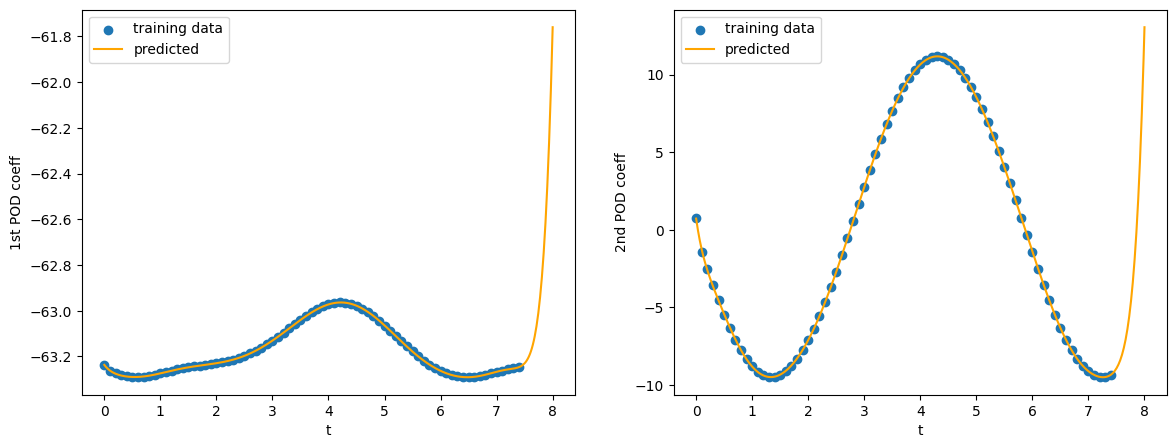 training data
predicted
1st POD coeff
−61.8
−62.0
−62.2
−62.4
−62.6
−62.8
−63.0
−63.2
0 1 2 3 4 5 6 7 8
t
training data
predicted
2nd POD coeff
10
5
0
−5
−10
0 1 2 3 4 5 6 7 8
t